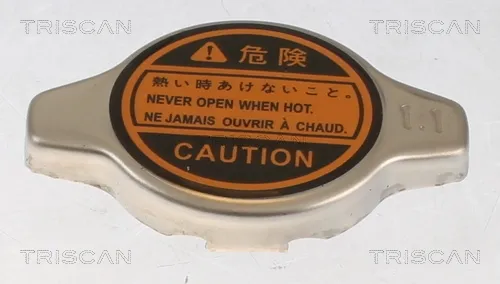 TRISCAN TRISCAN
⚠ 危険
熱い時あけないこと。
NEVER OPEN WHEN HOT.
NE JAMAIS OUVRIR À CHAUD.
CAUTION
1.1
TRISCAN TRISCAN